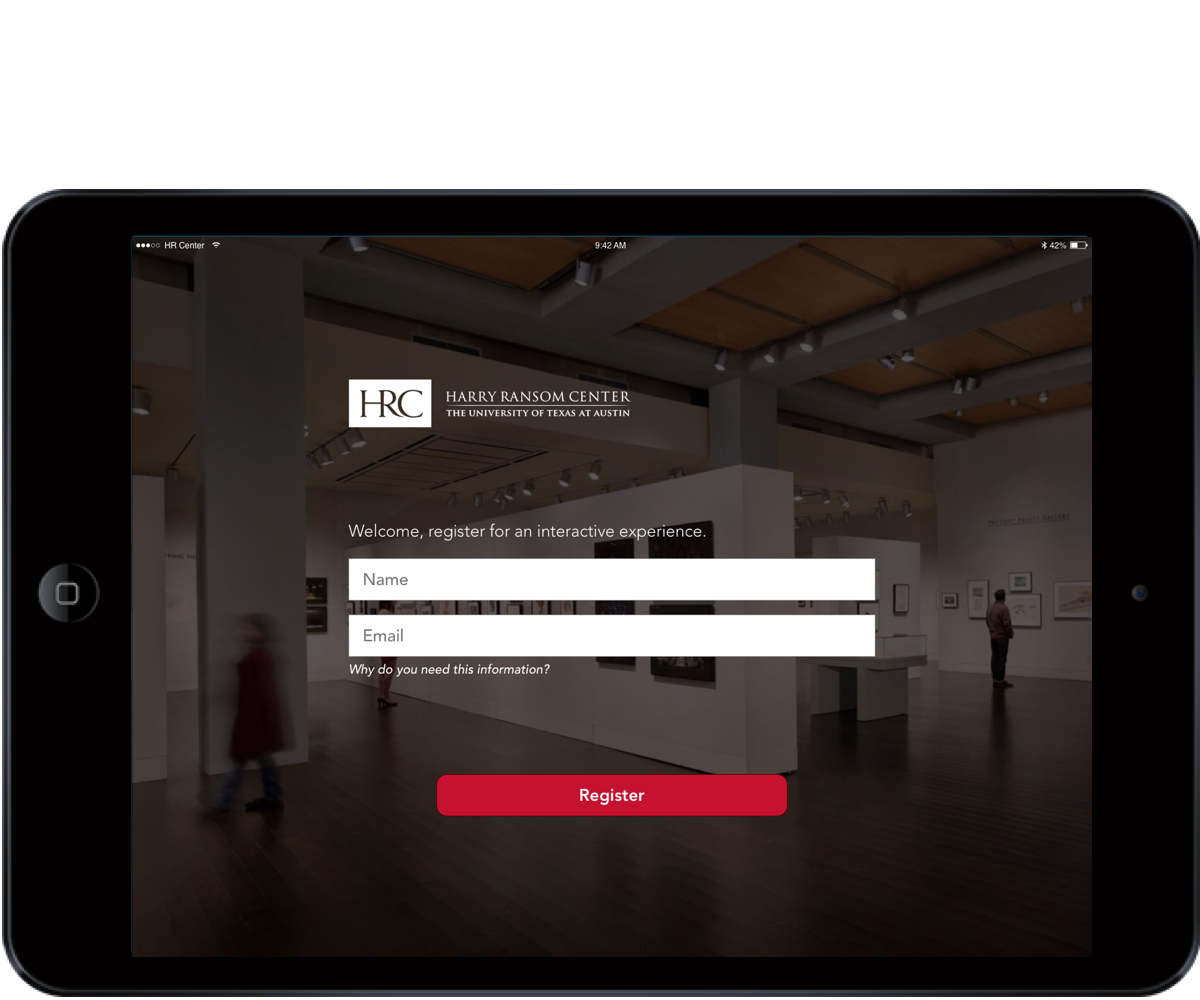 HR Center
9:42 AM
42%
HRC
HARRY RANSOM CENTER
THE UNIVERSITY OF TEXAS AT AUSTIN
Welcome, register for an interactive experience.
Name
Email
Why do you need this information?
Register